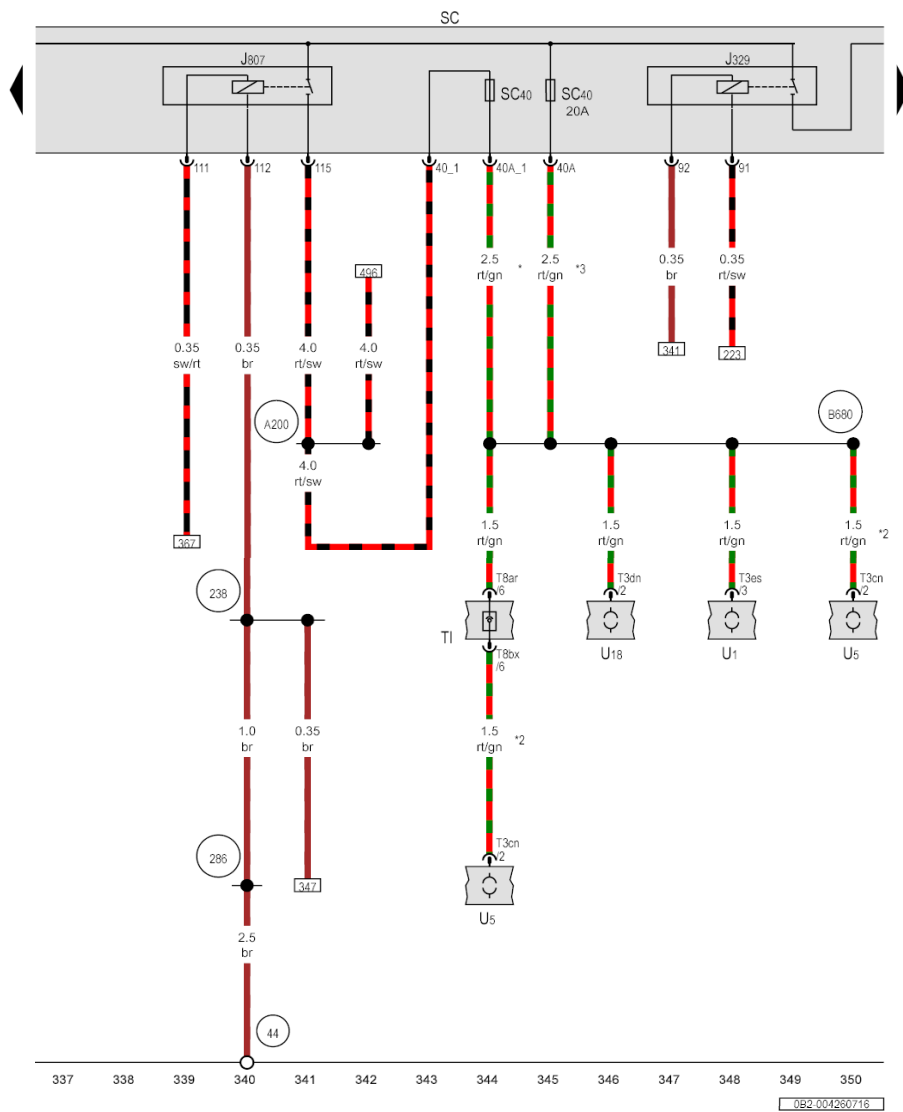 SC
J807
J329
SC40
SC40
20A
111
112
115
40_1
40A_1
40A
92
91
2.5
rt/gn
*
2.5
rt/gn
*3
0.35
br
0.35
rt/sw
496
0.35
sw/rt
0.35
br
4.0
rt/sw
4.0
rt/sw
341
223
A200
B680
4.0
rt/sw
367
1.5
rt/gn
1.5
rt/gn
1.5
rt/gn
1.5
rt/gn
*2
238
T8ar
/6
T3dn
/2
T3es
/3
T3cn
/2
TI
U18
U1
U5
T8bx
/6
1.0
br
0.35
br
1.5
rt/gn
*2
286
T3cn
/2
347
U5
2.5
br
44
337 338 339 340 341 342 343 344 345 346 347 348 349 350
0B2-004260716